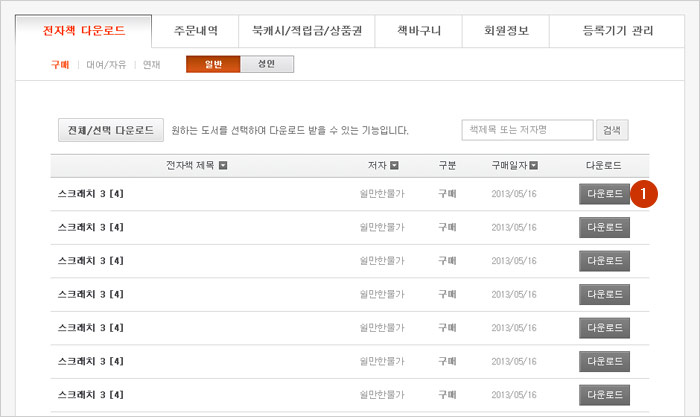 전자책 다운로드 주문내역 북캐시/적립금/상품권 책바구니 회원정보 등록기기 관리
구매 대여/자유 연재 일반 성인
전체/선택 다운로드 원하는 도서를 선택하여 다운로드 받을 수 있는 기능입니다. 책제목 또는 저자명 검색
전자책 제목 저자 구분 구매일자 다운로드
스크래치 3 [4] 쉴만한물가 구매 2013/05/16 다운로드 1
스크래치 3 [4] 쉴만한물가 구매 2013/05/16 다운로드
스크래치 3 [4] 쉴만한물가 구매 2013/05/16 다운로드
스크래치 3 [4] 쉴만한물가 구매 2013/05/16 다운로드
스크래치 3 [4] 쉴만한물가 구매 2013/05/16 다운로드
스크래치 3 [4] 쉴만한물가 구매 2013/05/16 다운로드
스크래치 3 [4] 쉴만한물가 구매 2013/05/16 다운로드